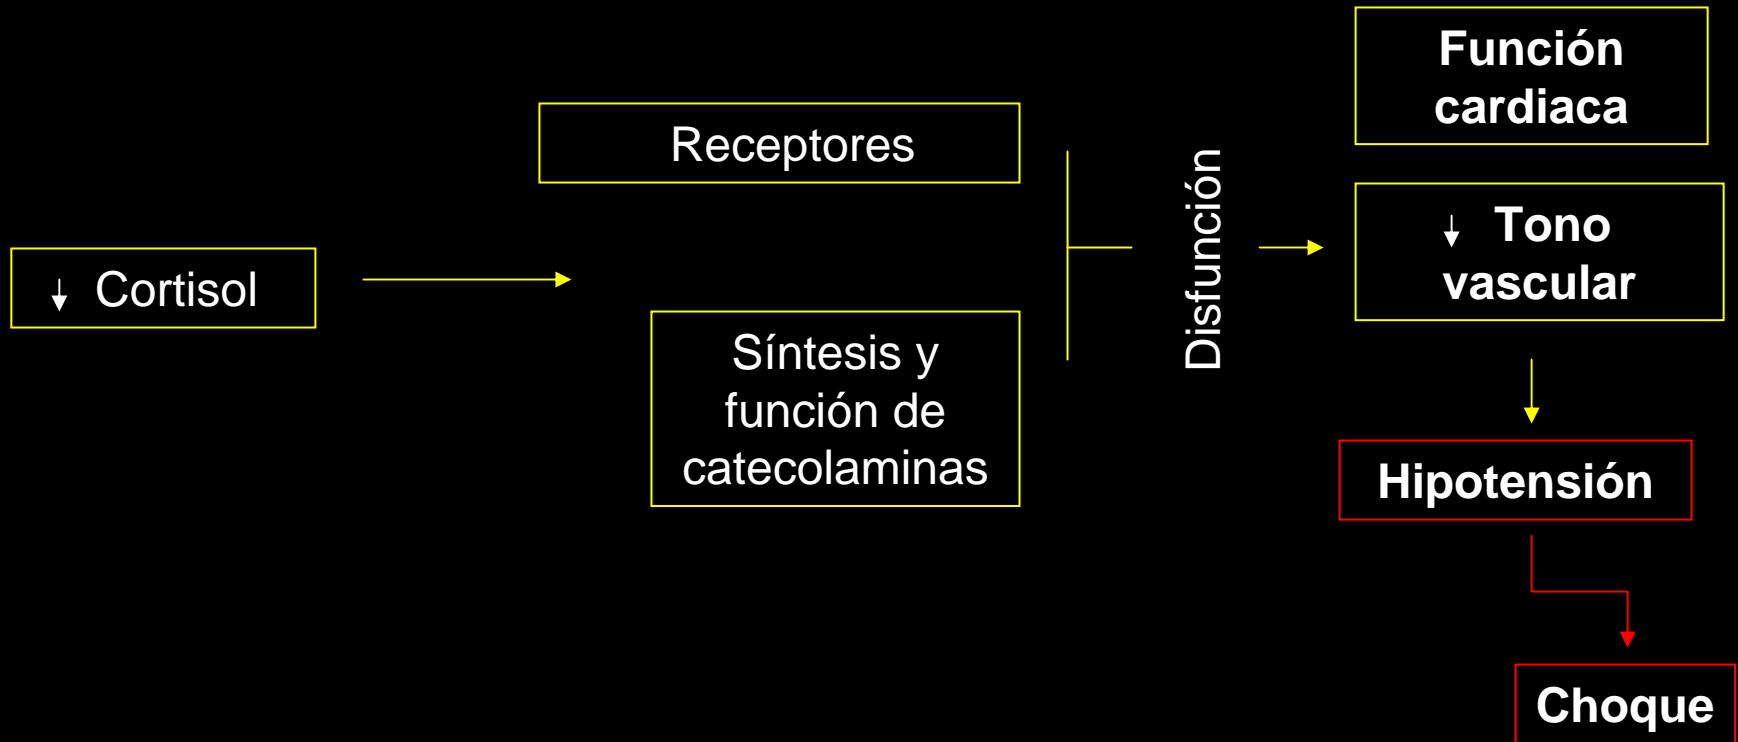 ↓ Cortisol
Receptores
Síntesis y
función de
catecolaminas
Disfunción
Función
cardiaca
↓ Tono
vascular
Hipotensión
Choque